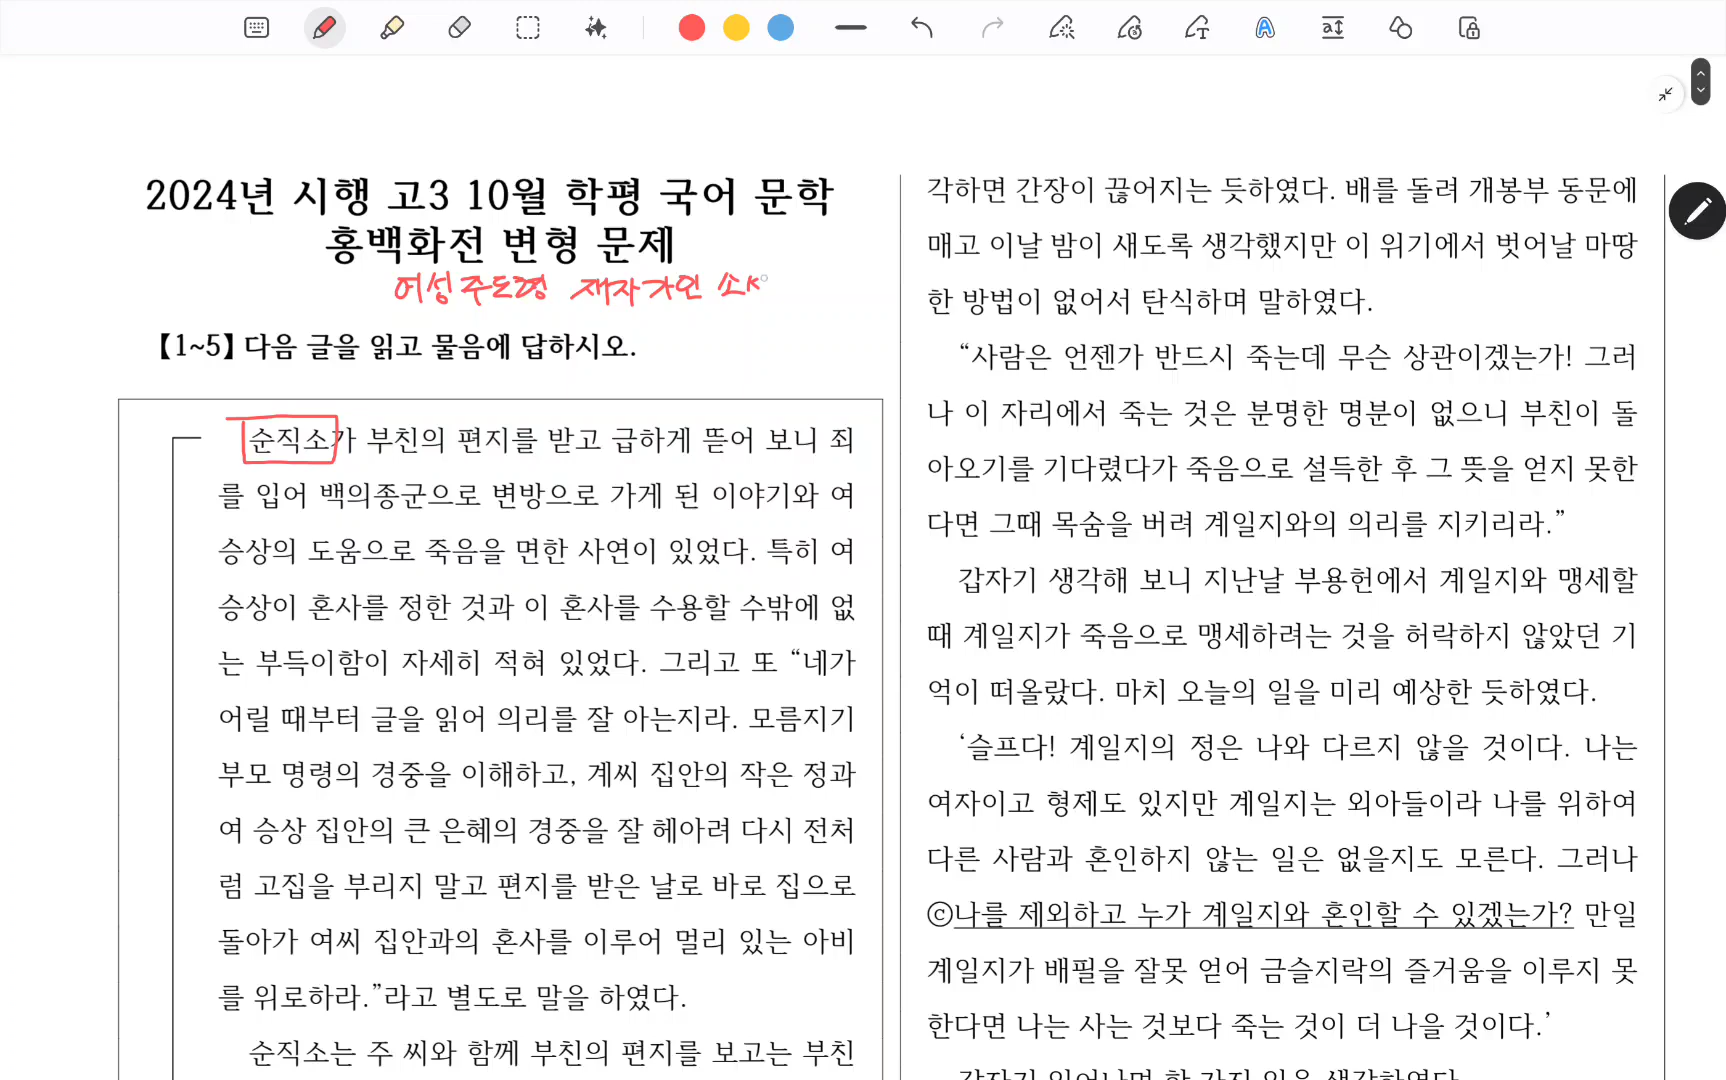 2024년 시행 고3 10월 학평 국어 문학
홍백화전 변형 문제
여성주도형 재자가인 소
【1~5】 다음 글을 읽고 물음에 답하시오.
순직소가 부친의 편지를 받고 급하게 뜯어 보니 죄
를 입어 백의종군으로 변방으로 가게 된 이야기와 여
승상의 도움으로 죽음을 면한 사연이 있었다. 특히 여
승상이 혼사를 정한 것과 이 혼사를 수용할 수밖에 없
는 부득이함이 자세히 적혀 있었다. 그리고 또 “네가
어릴 때부터 글을 읽어 의리를 잘 아는지라. 모름지기
부모 명령의 경중을 이해하고, 계씨 집안의 작은 정과
여 승상 집안의 큰 은혜의 경중을 잘 헤아려 다시 전처
럼 고집을 부리지 말고 편지를 받은 날로 바로 집으로
돌아가 여씨 집안과의 혼사를 이루어 멀리 있는 아비
를 위로하라.”라고 별도로 말을 하였다.
순직소는 주 씨와 함께 부친의 편지를 보고는 부친
각하면 간장이 끊어지는 듯하였다. 배를 돌려 개봉부 동문에
매고 이날 밤이 새도록 생각했지만 이 위기에서 벗어날 마땅
한 방법이 없어서 탄식하며 말하였다.
“사람은 언젠가 반드시 죽는데 무슨 상관이겠는가! 그러
나 이 자리에서 죽는 것은 분명한 명분이 없으니 부친이 돌
아오기를 기다렸다가 죽음으로 설득한 후 그 뜻을 얻지 못한
다면 그때 목숨을 버려 계일지와의 의리를 지키리라.”
갑자기 생각해 보니 지난날 부용헌에서 계일지와 맹세할
때 계일지가 죽음으로 맹세하려는 것을 허락하지 않았던 기
억이 떠올랐다. 마치 오늘의 일을 미리 예상한 듯하였다.
‘슬프다! 계일지의 정은 나와 다르지 않을 것이다. 나는
여자이고 형제도 있지만 계일지는 외아들이라 나를 위하여
다른 사람과 혼인하지 않는 일은 없을지도 모른다. 그러나
ⓒ나를 제외하고 누가 계일지와 혼인할 수 있겠는가? 만일
계일지가 배필을 잘못 얻어 금슬지락의 즐거움을 이루지 못
한다면 나는 사는 것보다 죽는 것이 더 나을 것이다.’